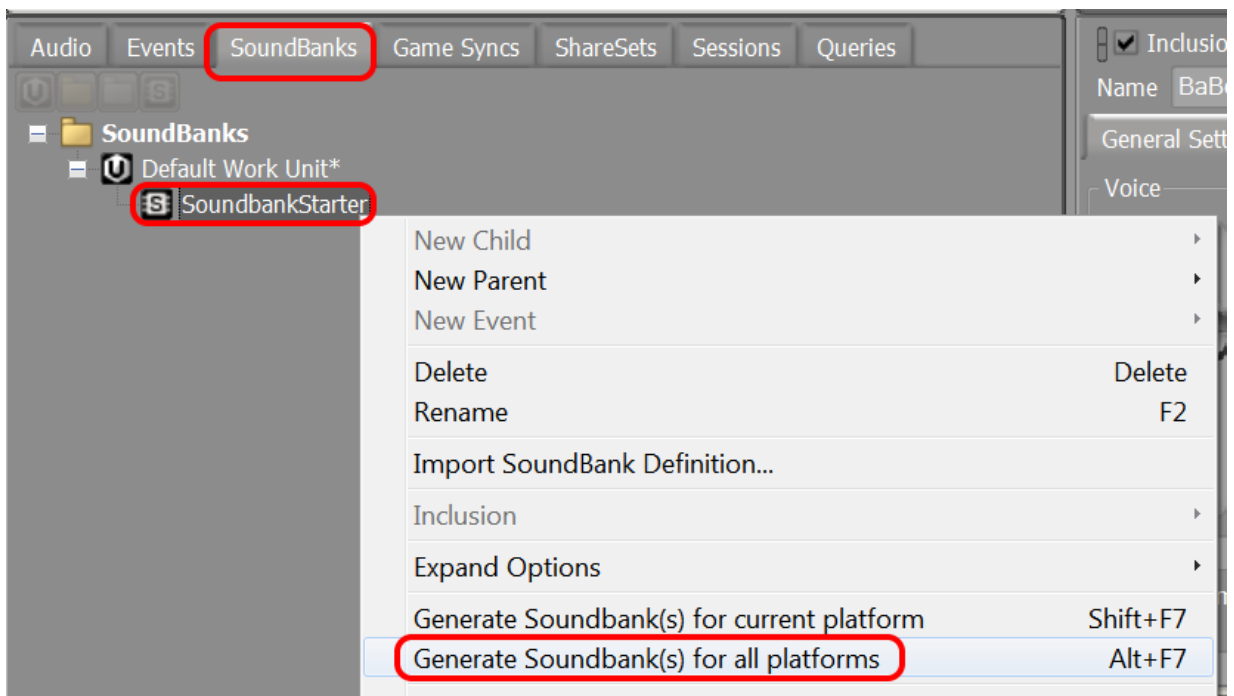 Audio Events SoundBanks Game Syncs ShareSets Sessions Queries
Inclusio
Name BaB
SoundBanks
General Sett
Default Work Unit*
Voice
SoundbankStarter
New Child
New Parent
New Event
Delete Delete
Rename F2
Import SoundBank Definition...
Inclusion
Expand Options
Generate Soundbank(s) for current platform Shift+F7
Generate Soundbank(s) for all platforms Alt+F7